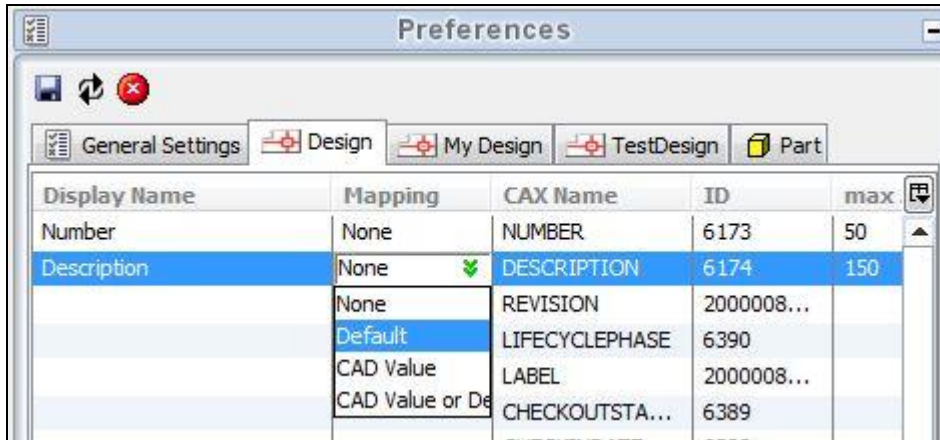 Preferences
General Settings Design My Design TestDesign Part
Display Name Mapping CAX Name ID max
Number None NUMBER 6173 50
Description None DESCRIPTION 6174 150
None REVISION 2000008...
Default LIFECYCLEPHASE 6390
CAD Value LABEL 2000008...
CAD Value or De CHECKOUTSTA... 6389